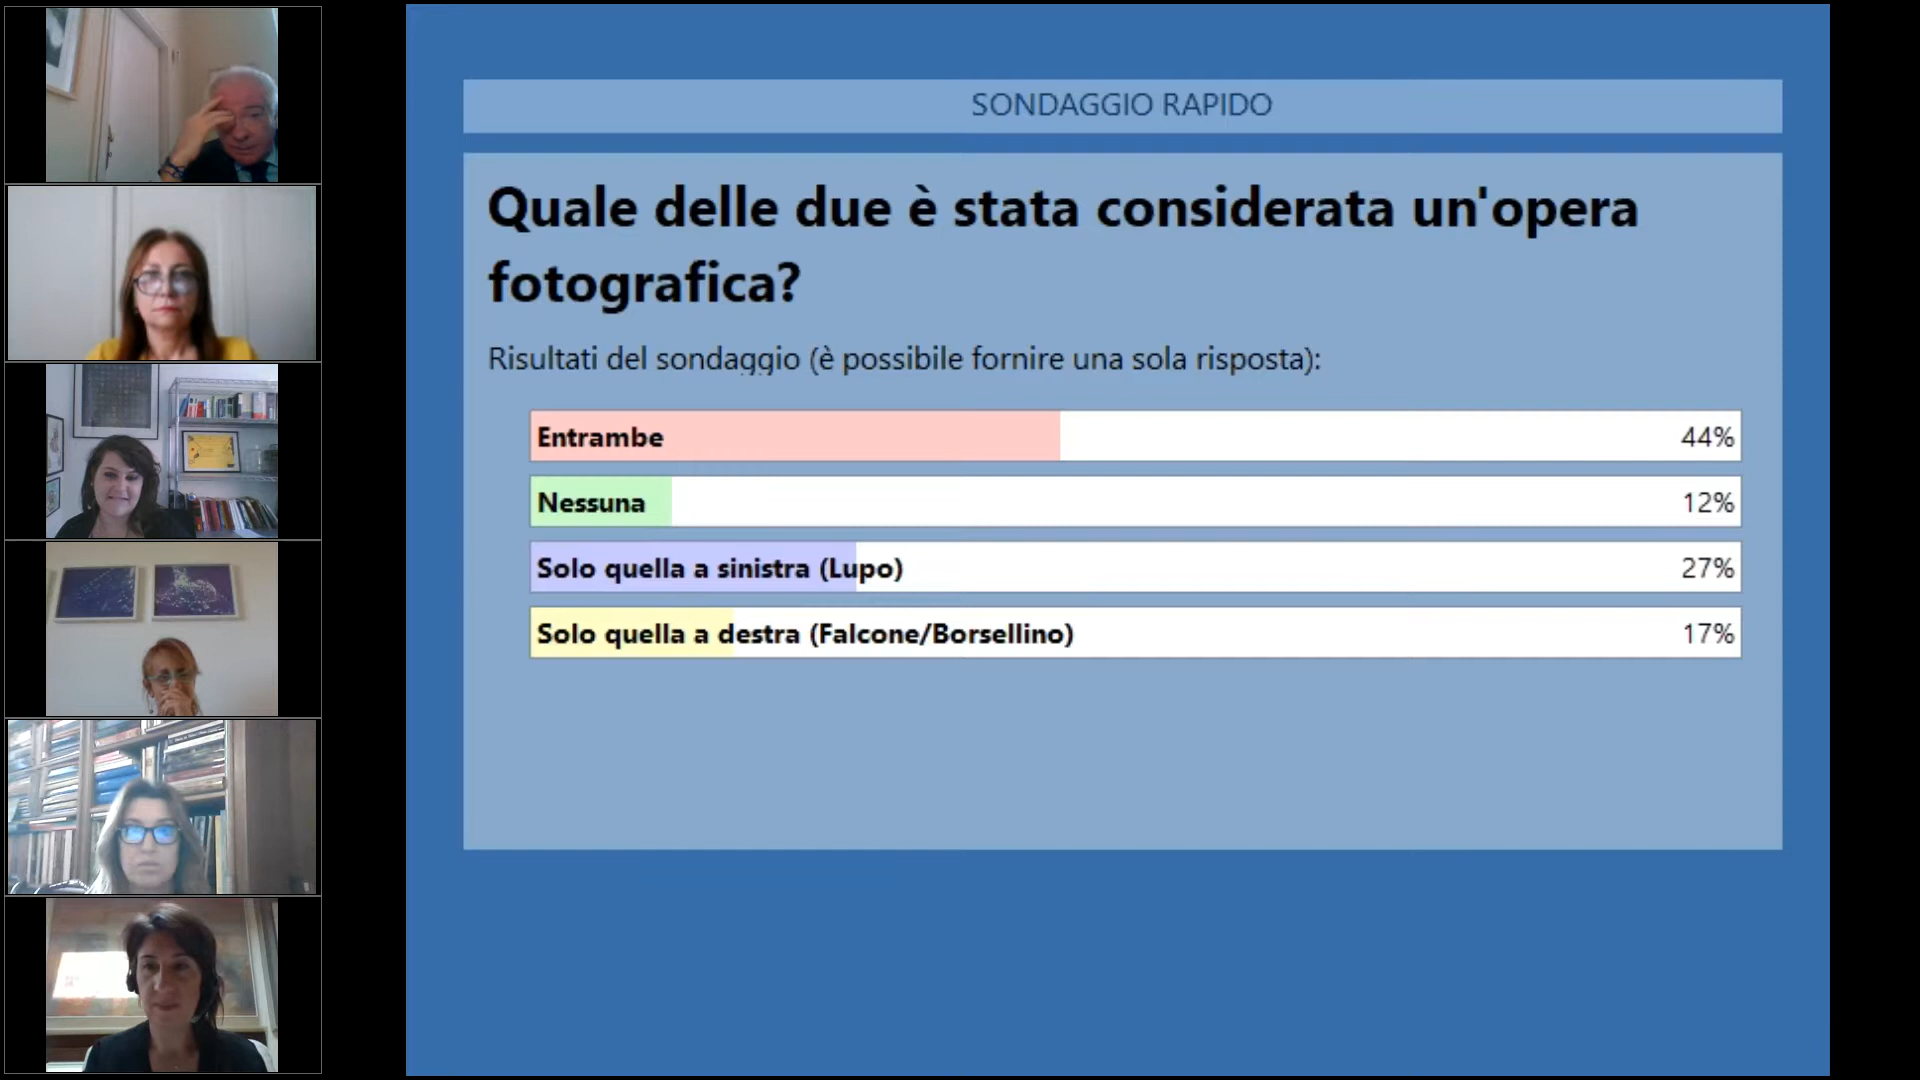 SONDAGGIO RAPIDO
Quale delle due è stata considerata un'opera
fotografica?
Risultati del sondaggio (è possibile fornire una sola risposta):
Entrambe 44%
Nessuna 12%
Solo quella a sinistra (Lupo) 27%
Solo quella a destra (Falcone/Borsellino) 17%